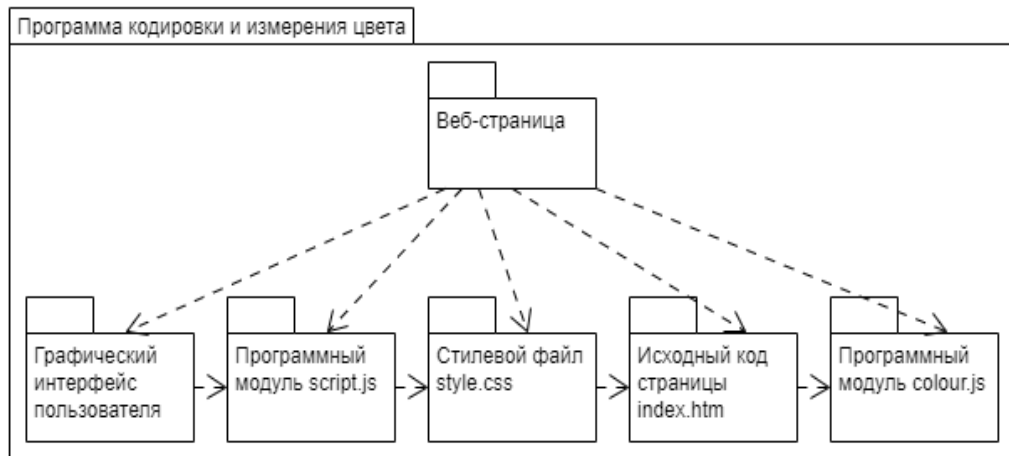 Программа кодировки и измерения цвета
Веб-страница
Графический
интерфейс
пользователя
Программный
модуль script.js
Стилевой файл
style.css
Исходный код
страницы
index.htm
Программный
модуль colour.js